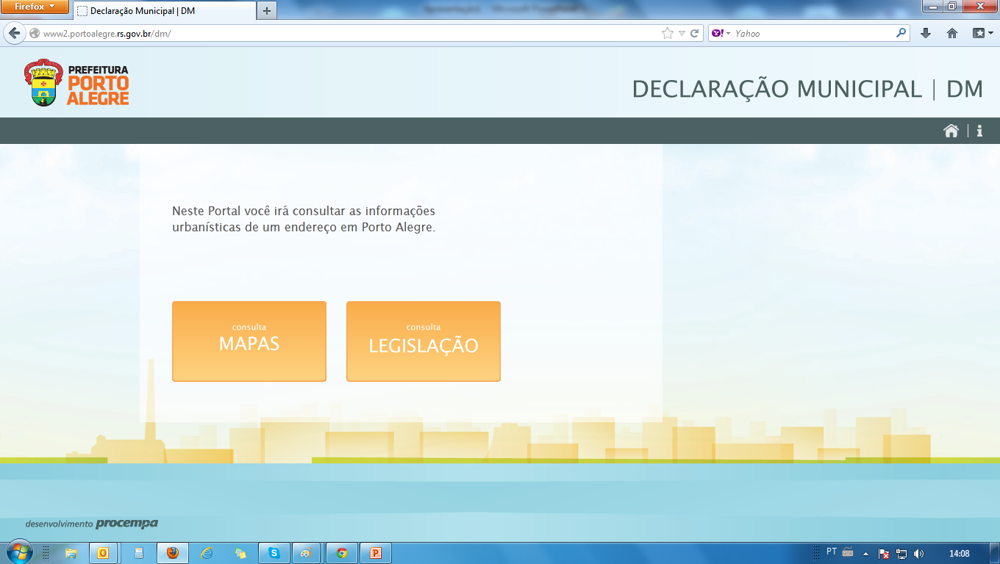 Firefox
Declaração Municipal | DM
www2.portoalegre.rs.gov.br/dm/
Yahoo
PREFEITURA
PORTO
ALEGRE
DECLARAÇÃO MUNICIPAL | DM
Neste Portal você irá consultar as informações
urbanísticas de um endereço em Porto Alegre.
consulta
MAPAS
consulta
LEGISLAÇÃO
desenvolvimento procempa
PT
14:08